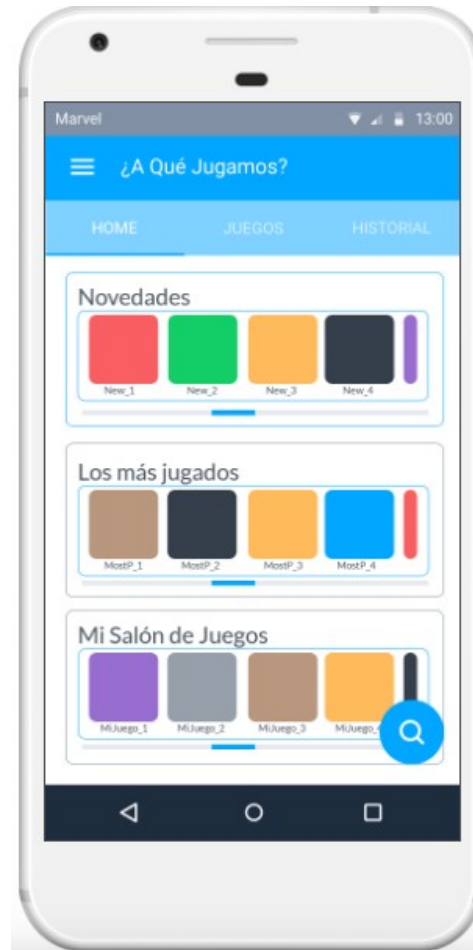 Marvel 13:00
¿A Qué Jugamos?
HOME JUEGOS HISTORIAL
Novedades
New_1 New_2 New_3 New_4
Los más jugados
MostP_1 MostP_2 MostP_3 MostP_4
Mi Salón de Juegos
MiJuego_1 MiJuego_2 MiJuego_3 MiJuego_